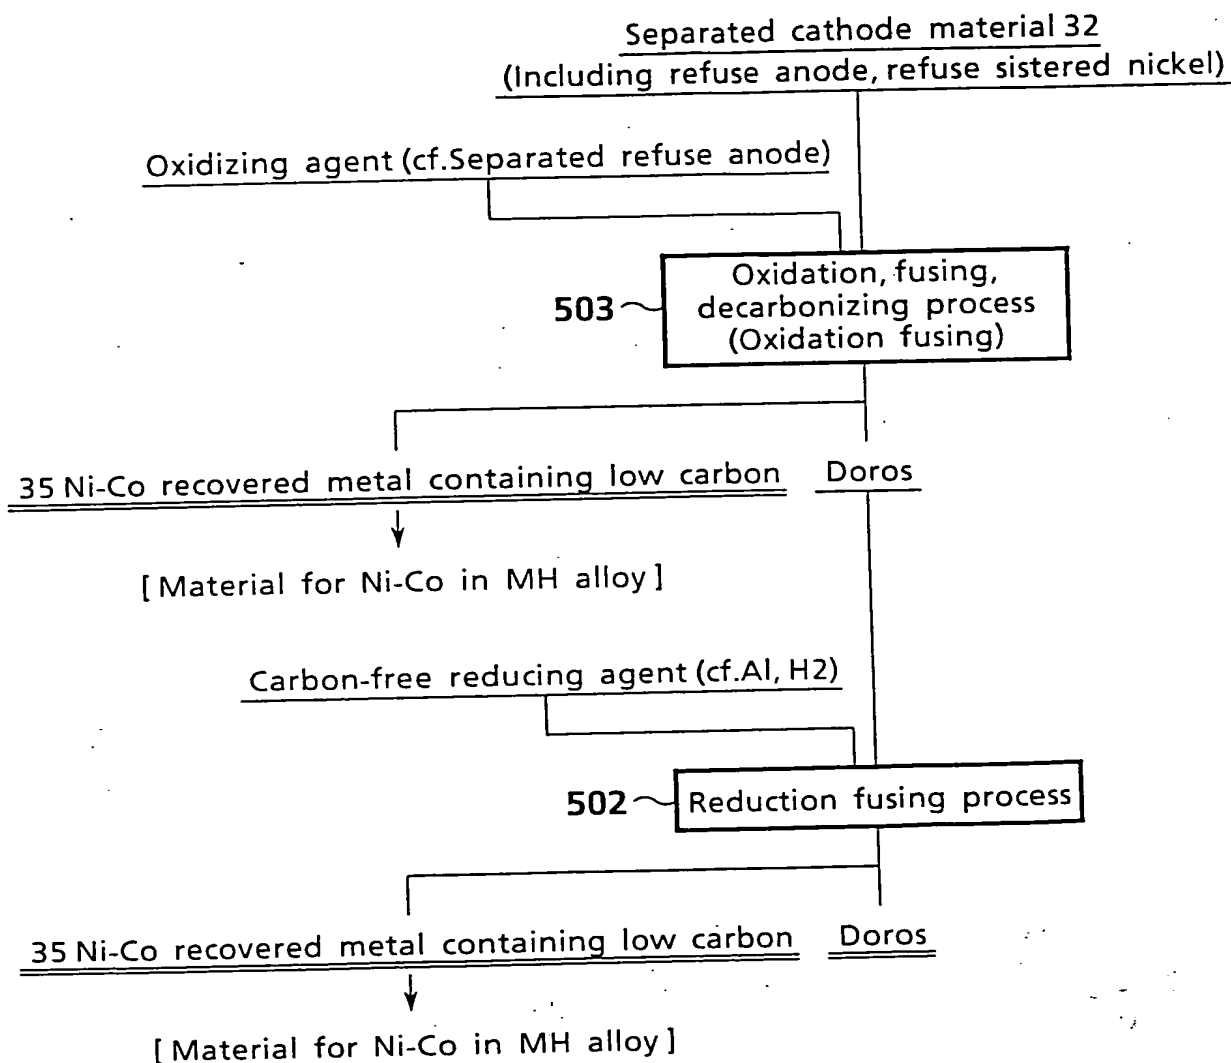 Separated cathode material 32
(Including refuse anode, refuse sistered nickel)
Oxidizing agent (cf.Separated refuse anode)
503
Oxidation, fusing,
decarbonizing process
(Oxidation fusing)
35 Ni-Co recovered metal containing low carbon Doros
[ Material for Ni-Co in MH alloy ]
Carbon-free reducing agent (cf.Al, H2)
502 Reduction fusing process
35 Ni-Co recovered metal containing low carbon Doros
[ Material for Ni-Co in MH alloy ]